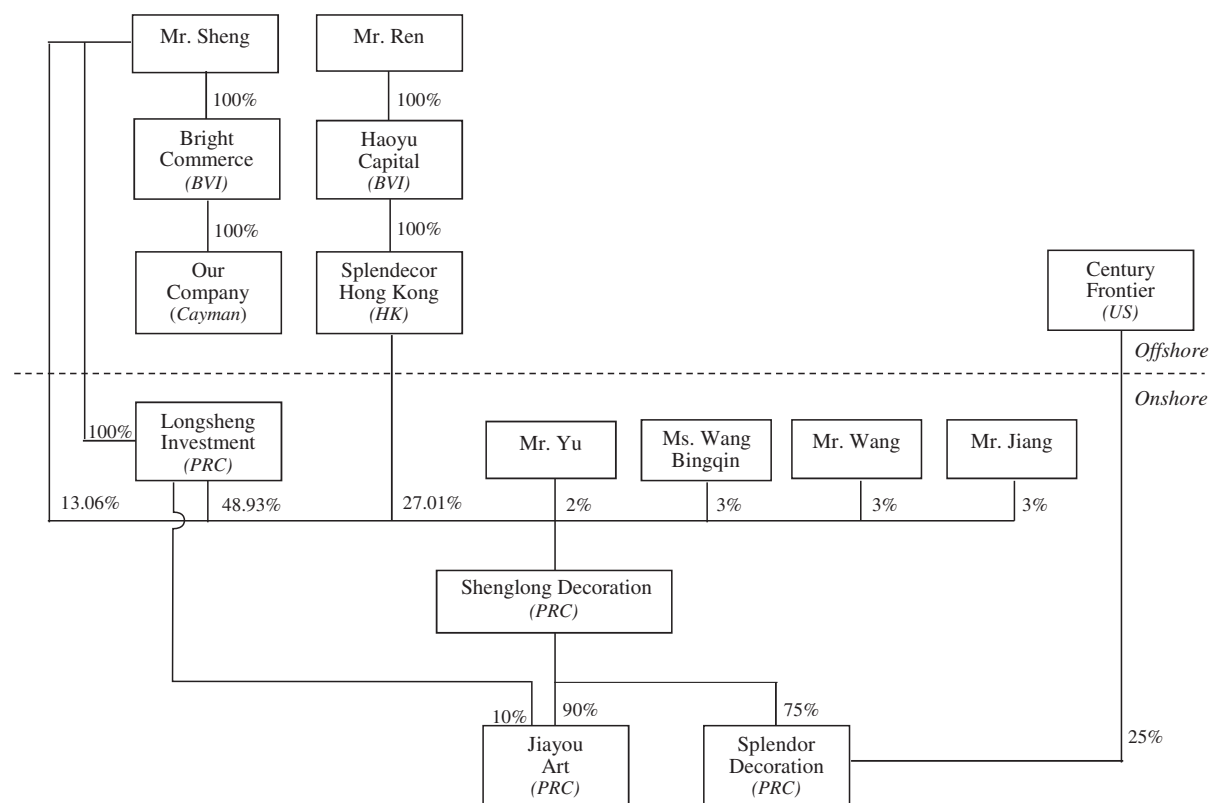 Mr. Sheng
Mr. Ren
100%
100%
Bright
Commerce
(BVI)
Haoyu
Capital
(BVI)
100%
100%
Our
Company
(Cayman)
Splendecor
Hong Kong
(HK)
Century
Frontier
(US)
Offshore
Onshore
100%
Longsheng
Investment
(PRC)
Mr. Yu
Ms. Wang
Bingqin
Mr. Wang
Mr. Jiang
13.06%
48.93%
27.01%
2%
3%
3%
3%
Shenglong Decoration
(PRC)
10%
90%
75%
25%
Jiayou
Art
(PRC)
Splendor
Decoration
(PRC)